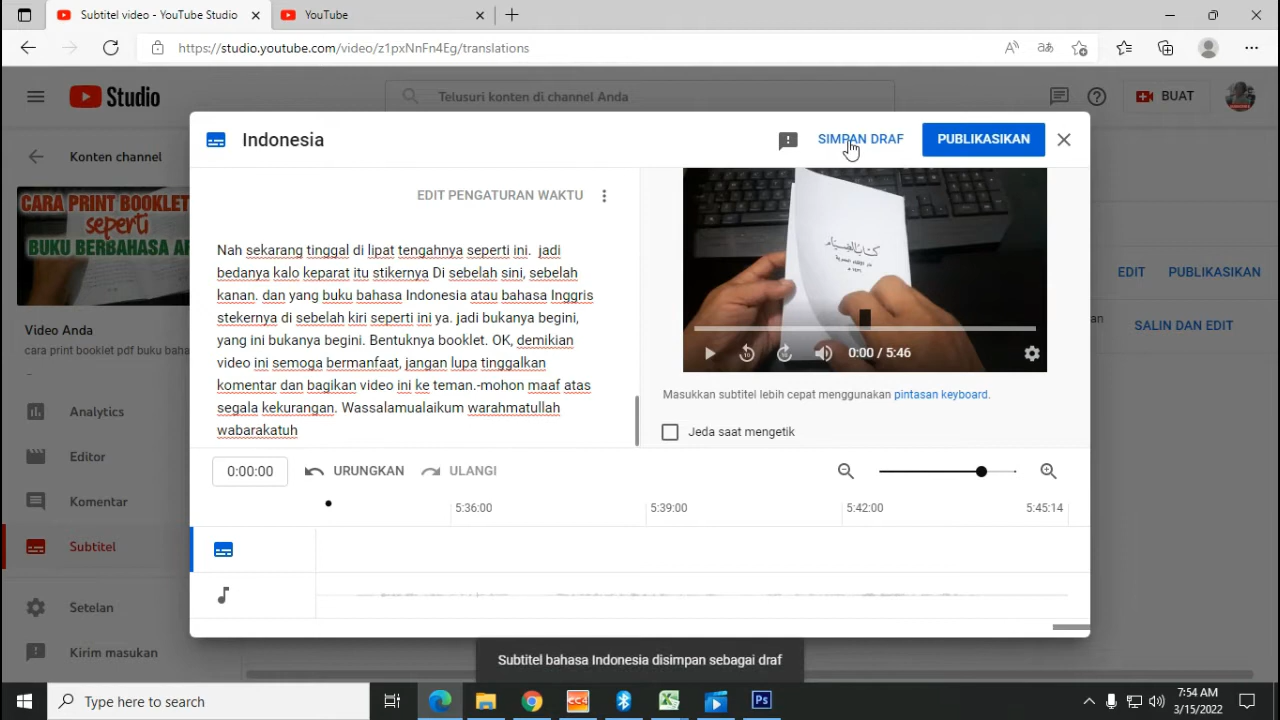 Subtitel video - YouTube Studio
YouTube
https://studio.youtube.com/video/z1pxNnFn4Eg/translations
Studio
Telusuri konten di channel Anda
BUAT
Konten channel
CARA PRINT BOOKLET
seperti
BUKU BERBAHASA AR
Video Anda
cara print booklet pdf buku baha
Analytics
Editor
Komentar
Subtitel
Setelan
Kirim masukan
Indonesia
SIMPAN DRAF
PUBLIKASIKAN
EDIT PENGATURAN WAKTU
Nah sekarang tinggal di lipat tengahnya seperti ini. jadi
bedanya kalo keparat itu stikernya Di sebelah sini, sebelah
kanan. dan yang buku bahasa Indonesia atau bahasa Inggris
stekernya di sebelah kiri seperti ini ya. jadi bukanya begini,
yang ini bukanya begini. Bentuknya booklet. OK, demikian
video ini semoga bermanfaat, jangan lupa tinggalkan
komentar dan bagikan video ini ke teman.-mohon maaf atas
segala kekurangan. Wassalamualaikum warahmatullah
wabarakatuh
كتاب الصيام
0:00 / 5:46
Masukkan subtitel lebih cepat menggunakan pintasan keyboard.
Jeda saat mengetik
0:00:00
URUNGKAN
ULANGI
5:36:00
5:39:00
5:42:00
5:45:14
EDIT
PUBLIKASIKAN
SALIN DAN EDIT
Subtitel bahasa Indonesia disimpan sebagai draf
Type here to search
CC4
Ps
7:54 AM
3/15/2022